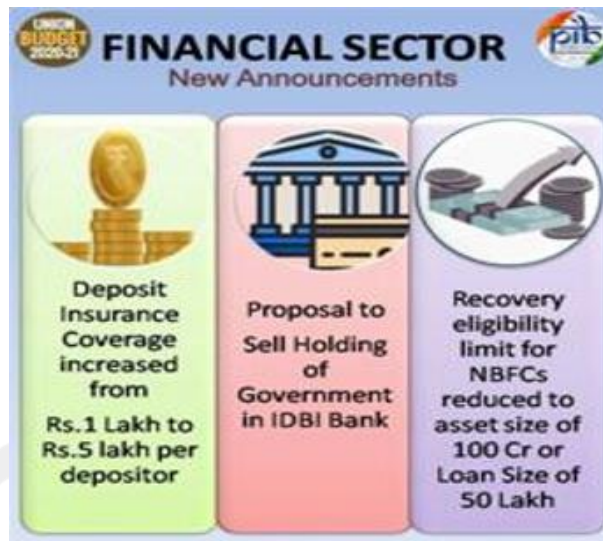 UNION
BUDGET
2020-21
FINANCIAL SECTOR
pib
New Announcements
Deposit
Insurance
Coverage
increased
from
Rs.1 Lakh to
Rs.5 lakh per
depositor
Proposal to
Sell Holding
of
Government
in IDBI Bank
Recovery
eligibility
limit for
NBFCs
reduced to
asset size of
100 Cr or
Loan Size of
50 Lakh